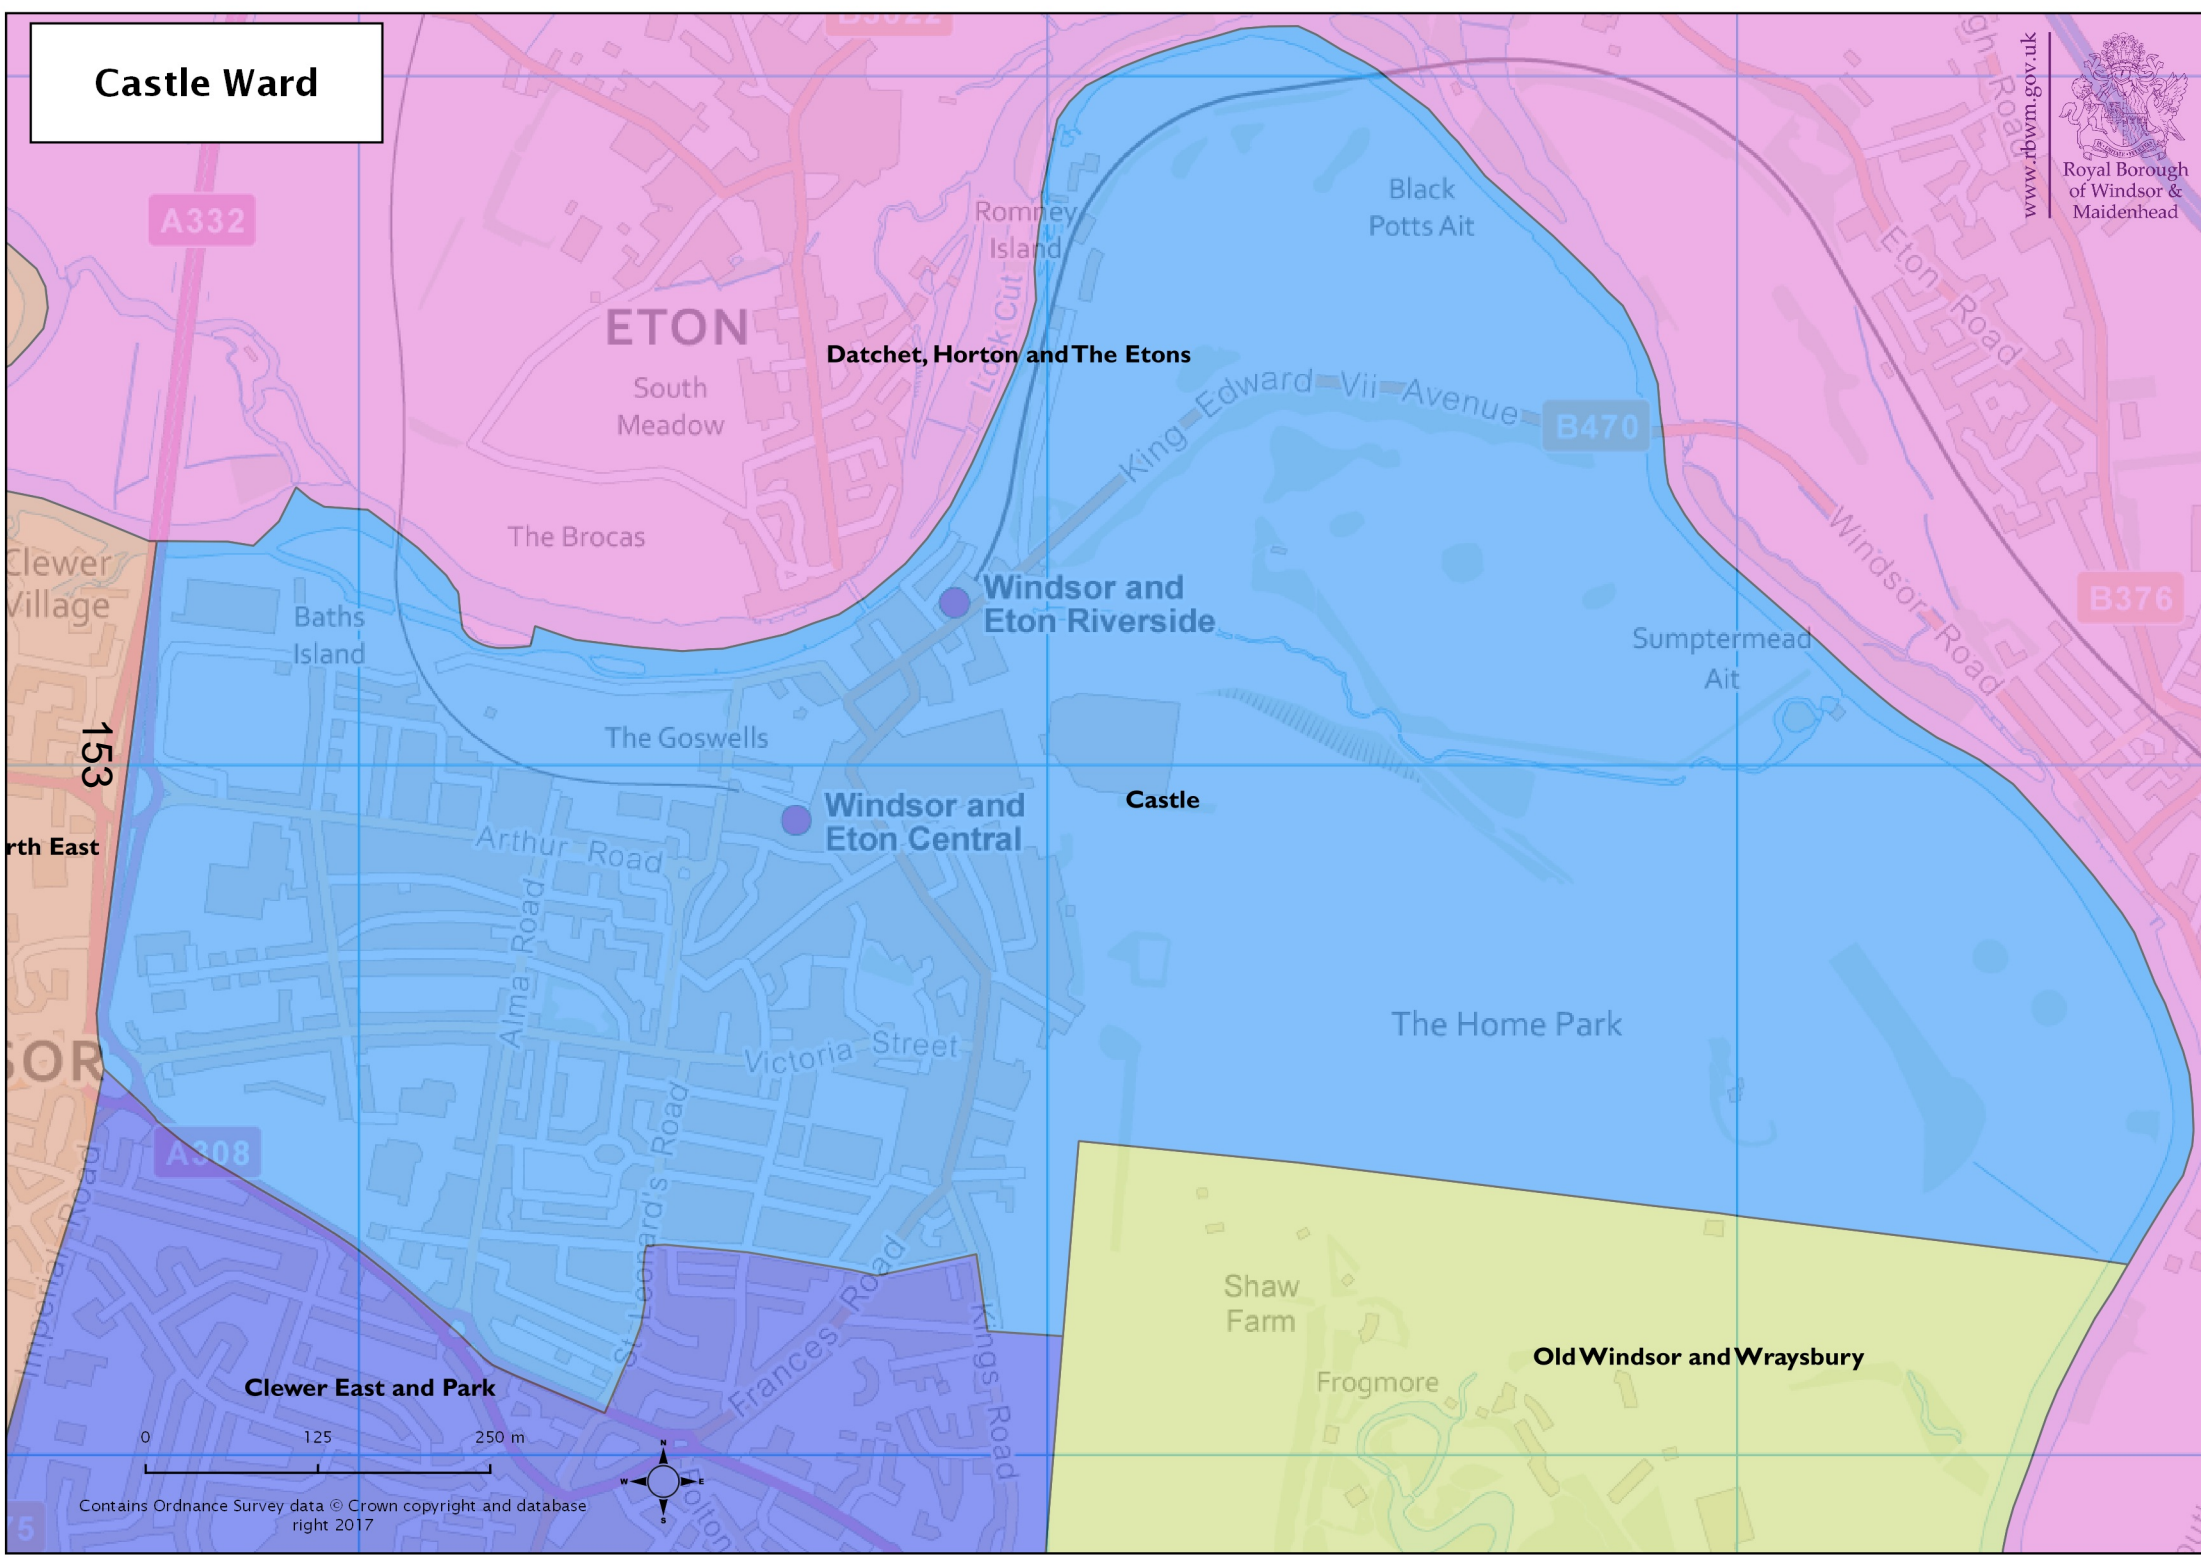 B3022
Castle Ward
www.rbwm.gov.uk
Royal Borough
of Windsor &
Maidenhead
A332
Romney
Island
Black
Potts Ait
Eton Road
ETON
South
Meadow
Lock Cut
Datchet, Horton and The Etons
King Edward Vii Avenue
B470
The Brocas
Clewer
Village
Windsor and
Eton Riverside
Windsor Road
B376
Baths
Island
Sumptermead
Ait
153
The Goswells
Castle
Windsor and
Eton Central
Arthur Road
rth East
Alma Road
The Home Park
Victoria Street
SOR
A308
Imperial Road
St Leonard's Road
Frances Road
Kings Road
Shaw
Farm
Old Windsor and Wraysbury
Frogmore
Clewer East and Park
0 125 250 m
N
W E
S
Contains Ordnance Survey data © Crown copyright and database
right 2017